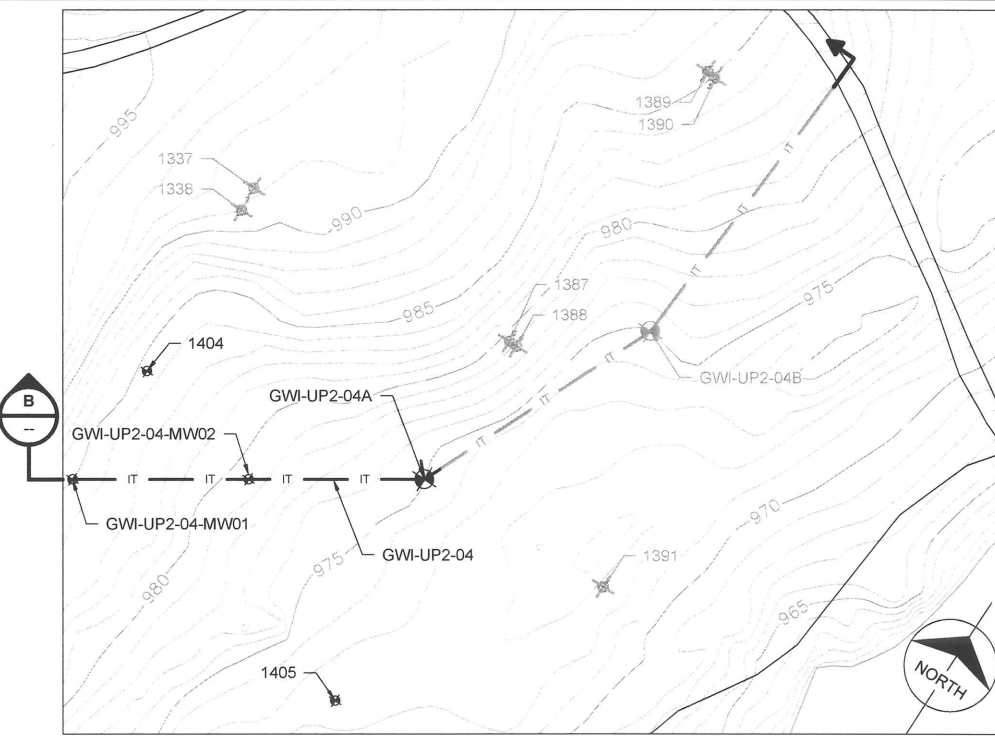 995
1389
1390
1337
1338
990
980
1387
985
975
1388
1404
GWI-UP2-04B
B
--
GWI-UP2-04A
GWI-UP2-04-MW02
IT
IT
IT
IT
IT
IT
IT
IT
IT
IT
GWI-UP2-04-MW01
970
GWI-UP2-04
975
1391
980
965
1405
NORTH